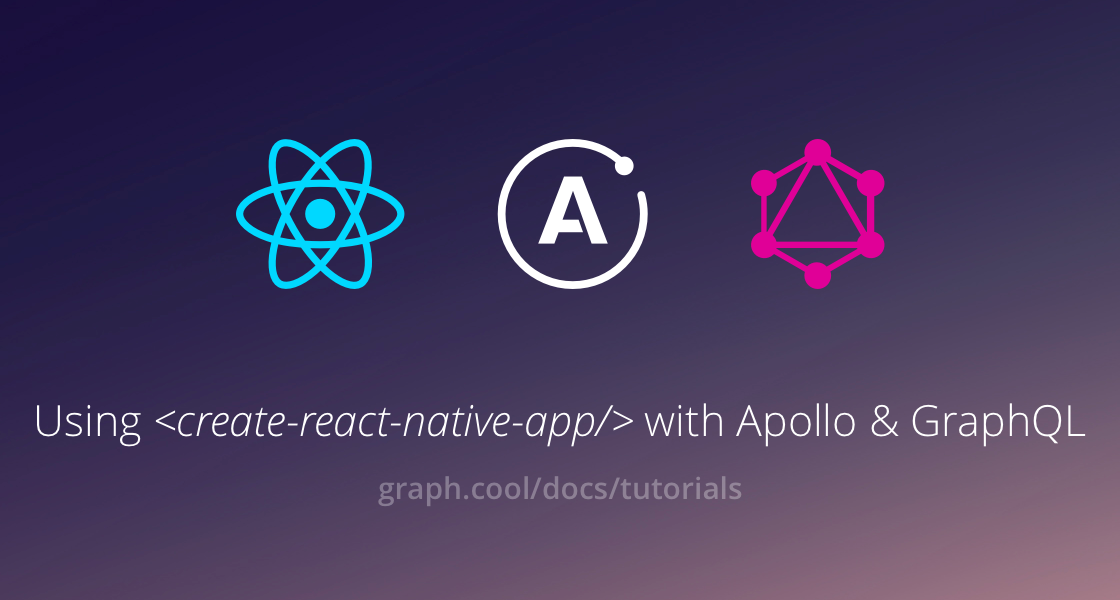 A
Using <create-react-native-app/> with Apollo & GraphQL
graph.cool/docs/tutorials